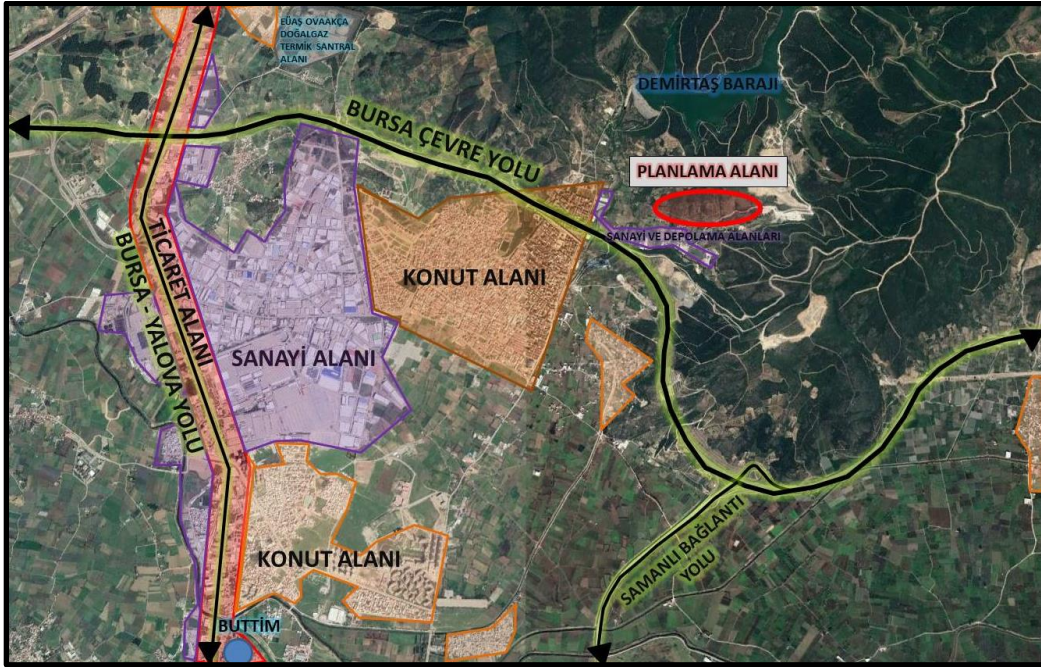 EÜAŞ OVAAKÇA
DOĞALGAZ
TERMİK SANTRAL
ALANI
DEMİRTAŞ BARAJI
BURSA ÇEVRE YOLU
PLANLAMA ALANI
SANAYİ VE DEPOLAMA ALANLARI
TİCARET ALANI
BURSA - YALOVA YOLU
KONUT ALANI
SANAYİ ALANI
KONUT ALANI
SAMANLI BAĞLANTI
YOLU
BUTTİM